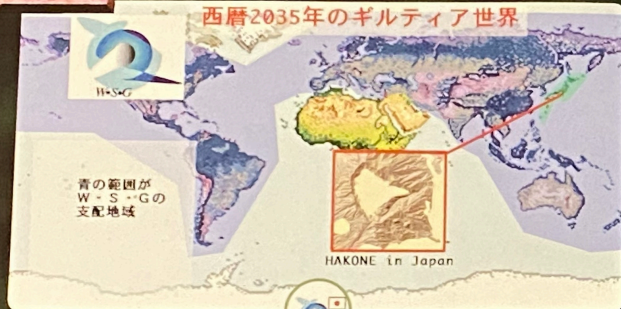 西暦2035年のギルティア世界
W・S・G
青の範囲が
W・S・Gの
支配地域
HAKONE in Japan